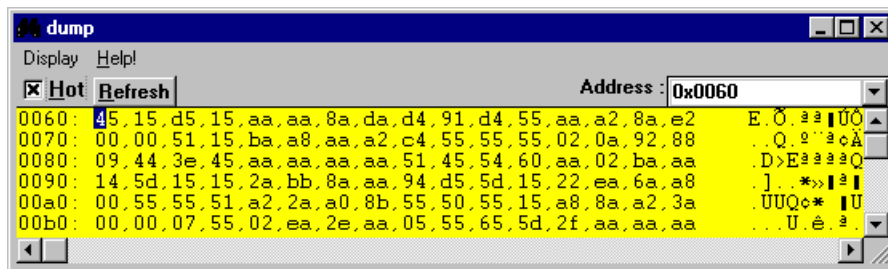 dump
Display Help!
Hot Refresh Address : 0x0060
0060: 45,15,d5,15,aa,aa,8a,da,d4,91,d4,55,aa,a2,8a,e2 E.Õ.ªª▮ÚÔ
0070: 00,00,51,15,ba,a8,aa,a2,c4,55,55,55,02,0a,92,88 ..Q.º¨ª¢Ä
0080: 09,44,3e,45,aa,aa,aa,aa,51,45,54,60,aa,02,ba,aa .D>EªªªªQ
0090: 14,5d,15,15,2a,bb,8a,aa,94,d5,5d,15,22,ea,6a,a8 .]..*»▮ª▮
00a0: 00,55,55,51,a2,2a,a0,8b,55,50,55,15,a8,8a,a2,3a .UUQ¢* ▮U
00b0: 00,00,07,55,02,ea,2e,aa,05,55,65,5d,2f,aa,aa,aa ...U.ê.ª.